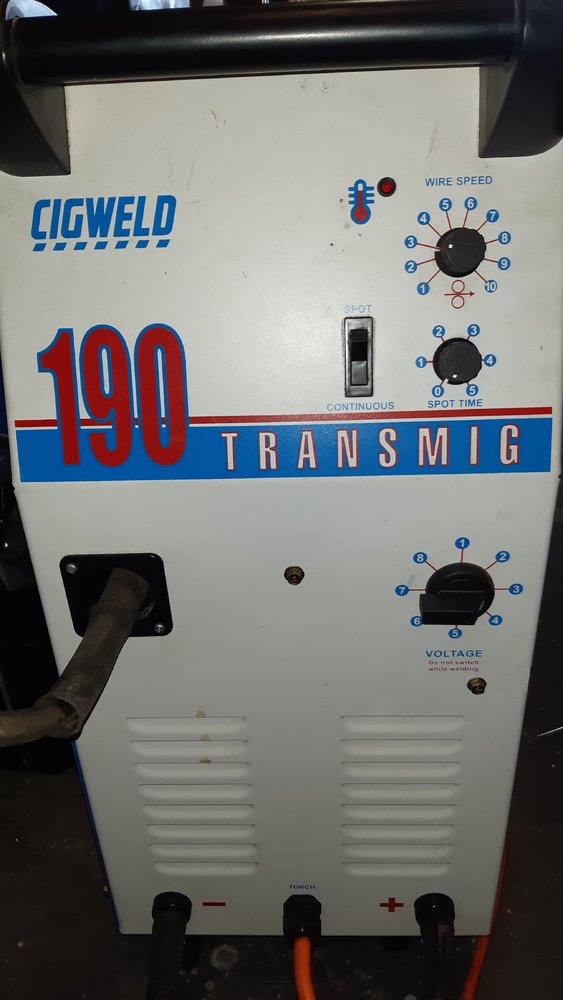 CIGWELD
WIRE SPEED
1 2 3 4 5 6 7 8 9 10
SPOT
CONTINUOUS
0 1 2 3 4 5
SPOT TIME
190 TRANSMIG
1 2 3 4 5 6 7 8
VOLTAGE
Do not switch
while welding
TORCH
- +